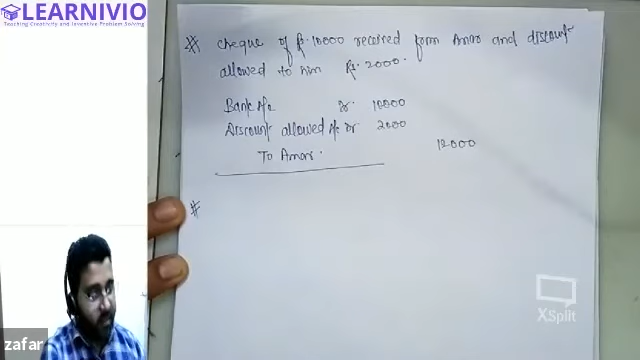 LEARNIVIO
Teaching Creativity and Inventive Problem Solving
※ Cheque of Rs. 10000 received form Amar and discount
allowed to him Rs. 2000.
Bank A/c Dr. 10000
Discount allowed A/c Dr 2000
To Amar. 12000
#
XSplit
zafar